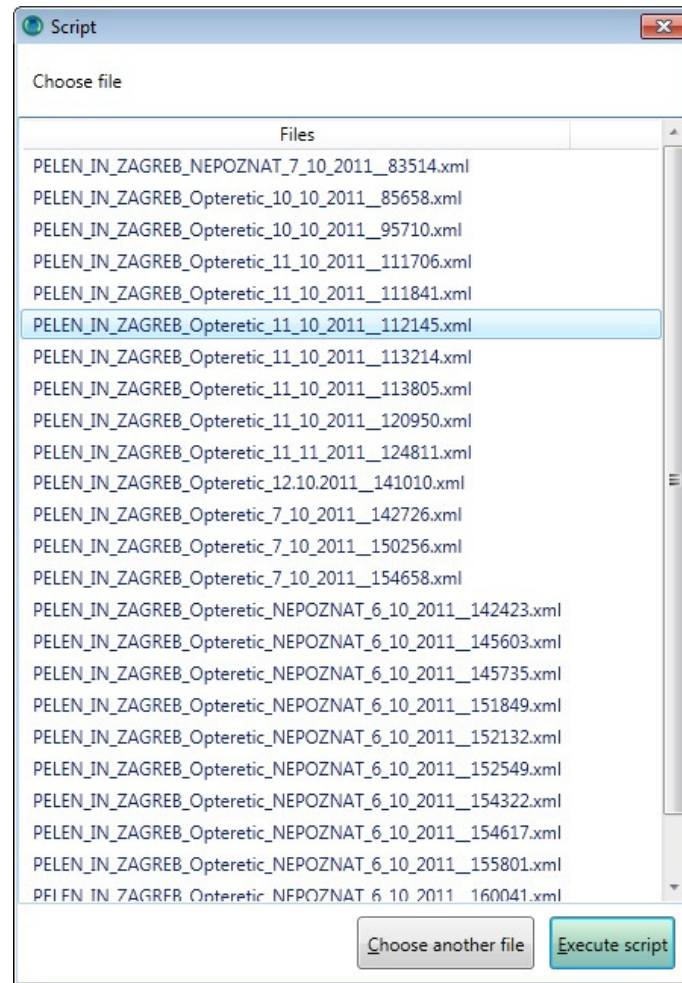 Script
Choose file
Files
PELEN_IN_ZAGREB_NEPOZNAT_7_10_2011__83514.xml
PELEN_IN_ZAGREB_Opteretic_10_10_2011__85658.xml
PELEN_IN_ZAGREB_Opteretic_10_10_2011__95710.xml
PELEN_IN_ZAGREB_Opteretic_11_10_2011__111706.xml
PELEN_IN_ZAGREB_Opteretic_11_10_2011__111841.xml
PELEN_IN_ZAGREB_Opteretic_11_10_2011__112145.xml
PELEN_IN_ZAGREB_Opteretic_11_10_2011__113214.xml
PELEN_IN_ZAGREB_Opteretic_11_10_2011__113805.xml
PELEN_IN_ZAGREB_Opteretic_11_10_2011__120950.xml
PELEN_IN_ZAGREB_Opteretic_11_11_2011__124811.xml
PELEN_IN_ZAGREB_Opteretic_12.10.2011__141010.xml
PELEN_IN_ZAGREB_Opteretic_7_10_2011__142726.xml
PELEN_IN_ZAGREB_Opteretic_7_10_2011__150256.xml
PELEN_IN_ZAGREB_Opteretic_7_10_2011__154658.xml
PELEN_IN_ZAGREB_Opteretic_NEPOZNAT_6_10_2011__142423.xml
PELEN_IN_ZAGREB_Opteretic_NEPOZNAT_6_10_2011__145603.xml
PELEN_IN_ZAGREB_Opteretic_NEPOZNAT_6_10_2011__145735.xml
PELEN_IN_ZAGREB_Opteretic_NEPOZNAT_6_10_2011__151849.xml
PELEN_IN_ZAGREB_Opteretic_NEPOZNAT_6_10_2011__152132.xml
PELEN_IN_ZAGREB_Opteretic_NEPOZNAT_6_10_2011__152549.xml
PELEN_IN_ZAGREB_Opteretic_NEPOZNAT_6_10_2011__154322.xml
PELEN_IN_ZAGREB_Opteretic_NEPOZNAT_6_10_2011__154617.xml
PELEN_IN_ZAGREB_Opteretic_NEPOZNAT_6_10_2011__155801.xml
PELEN_IN_ZAGREB_Opteretic_NEPOZNAT_6_10_2011__160041.xml
Choose another file
Execute script